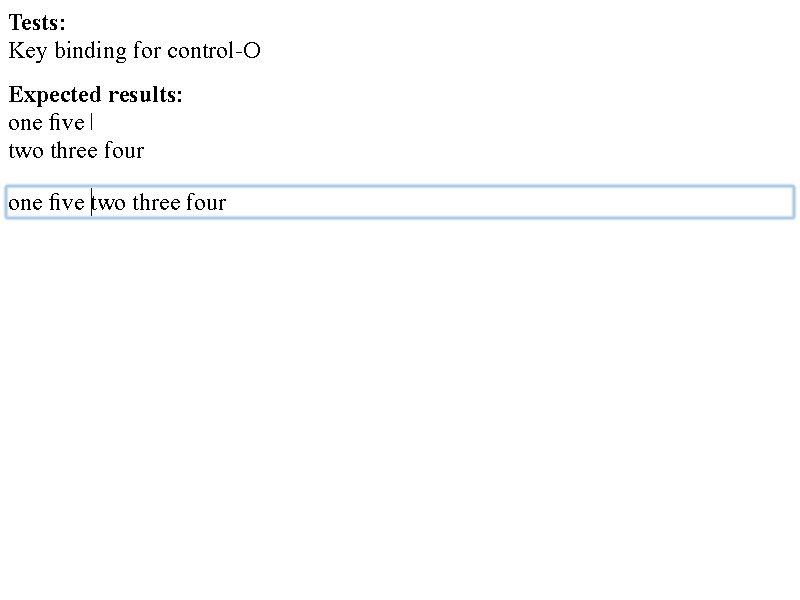 Tests:
Key binding for control-O
Expected results:
one five |
two three four
one five two three four